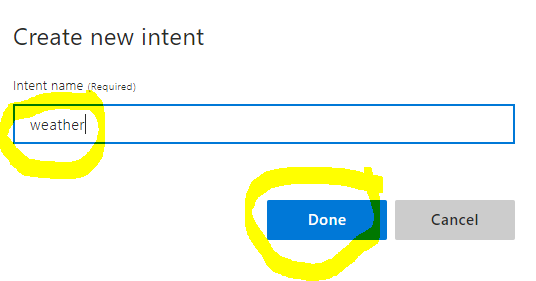 Create new intent
Intent name (Required)
weather
Done
Cancel